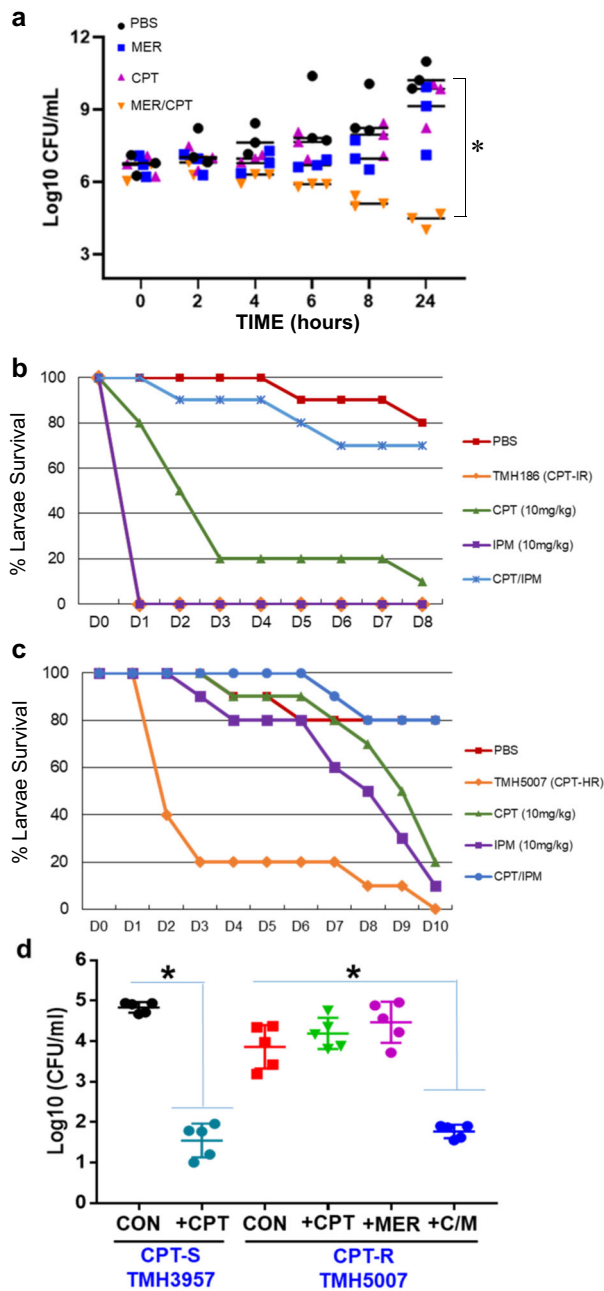 a
PBS
MER
CPT
MER/CPT
Log10 CFU/mL
12
9
6
3
*
0 2 4 6 8 24
TIME (hours)
b
% Larvae Survival
100
80
60
40
20
0
D0 D1 D2 D3 D4 D5 D6 D7 D8
PBS
TMH186 (CPT-IR)
CPT (10mg/kg)
IPM (10mg/kg)
CPT/IPM
c
% Larvae Survival
100
80
60
40
20
0
D0 D1 D2 D3 D4 D5 D6 D7 D8 D9 D10
PBS
TMH5007 (CPT-HR)
CPT (10mg/kg)
IPM (10mg/kg)
CPT/IPM
d
Log10 (CFU/ml)
6
5
4
3
2
1
0
* *
CON +CPT CON +CPT +MER +C/M
CPT-S CPT-R
TMH3957 TMH5007